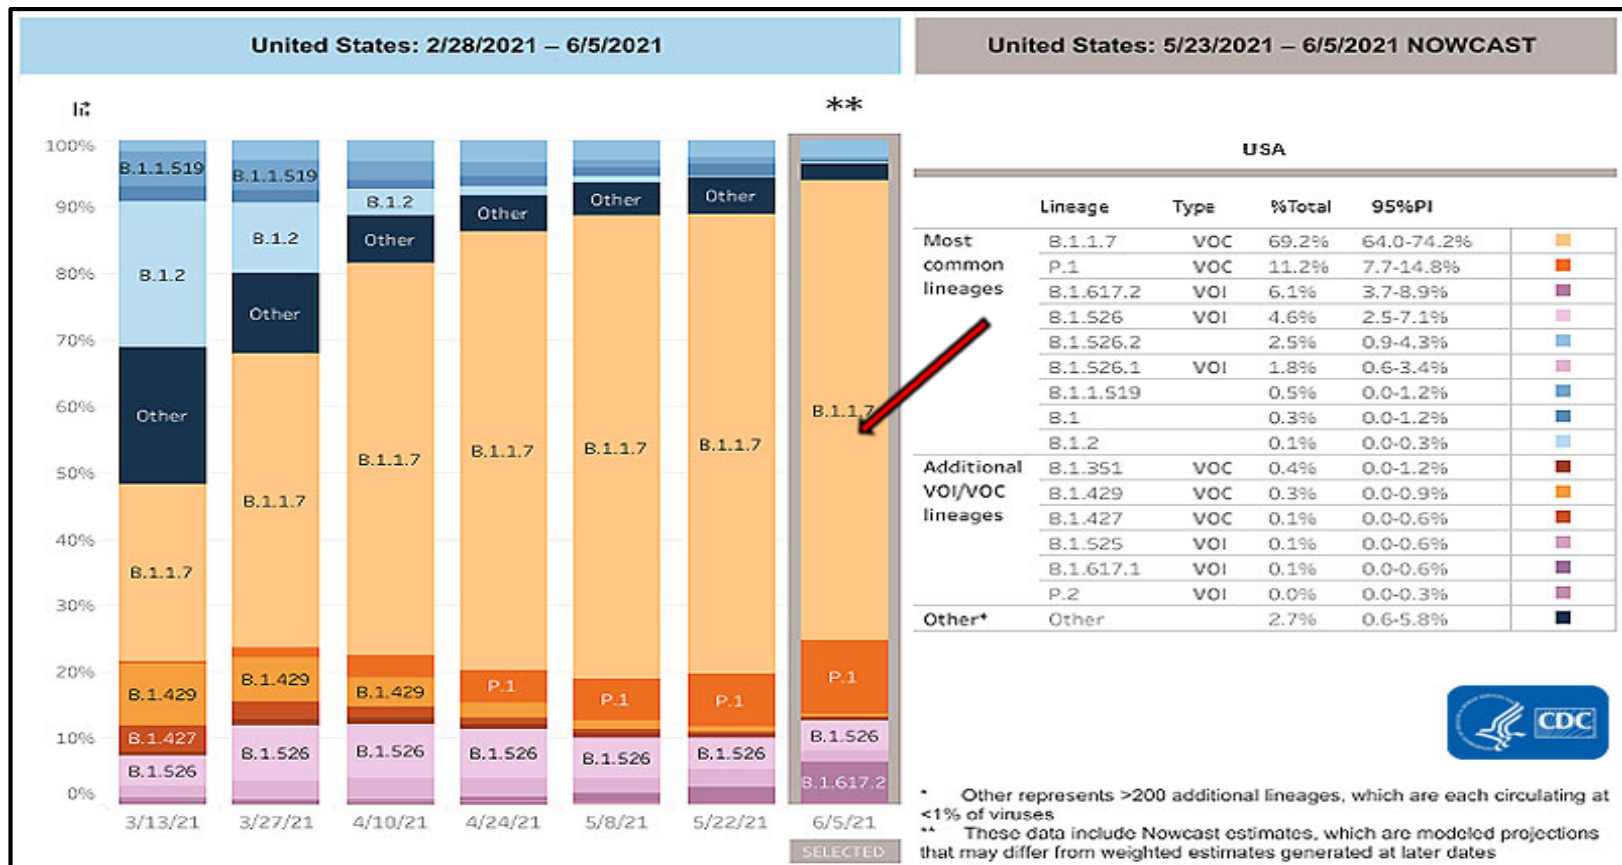 United States: 2/28/2021 – 6/5/2021
United States: 5/23/2021 – 6/5/2021 NOWCAST
**
100%
90%
80%
70%
60%
50%
40%
30%
20%
10%
0%
B.1.1.519
B.1.2
Other
B.1.1.7
B.1.429
B.1.427
B.1.526
3/13/21
B.1.1.519
B.1.2
Other
B.1.1.7
B.1.429
B.1.526
3/27/21
B.1.2
Other
B.1.1.7
B.1.429
B.1.526
4/10/21
Other
B.1.1.7
P.1
B.1.526
4/24/21
Other
B.1.1.7
P.1
B.1.526
5/8/21
Other
B.1.1.7
P.1
B.1.526
5/22/21
B.1.1.7
P.1
B.1.526
B.1.617.2
6/5/21
SELECTED
USA
Lineage Type %Total 95%PI
Most B.1.1.7 VOC 69.2% 64.0-74.2%
common P.1 VOC 11.2% 7.7-14.8%
lineages B.1.617.2 VOI 6.1% 3.7-8.9%
B.1.526 VOI 4.6% 2.5-7.1%
B.1.526.2 2.5% 0.9-4.3%
B.1.526.1 VOI 1.8% 0.6-3.4%
B.1.1.519 0.5% 0.0-1.2%
B.1 0.3% 0.0-1.2%
B.1.2 0.1% 0.0-0.3%
Additional B.1.351 VOC 0.4% 0.0-1.2%
VOI/VOC B.1.429 VOC 0.3% 0.0-0.9%
lineages B.1.427 VOC 0.1% 0.0-0.6%
B.1.525 VOI 0.1% 0.0-0.6%
B.1.617.1 VOI 0.1% 0.0-0.6%
P.2 VOI 0.0% 0.0-0.3%
Other* Other 2.7% 0.6-5.8%
CDC
* Other represents >200 additional lineages, which are each circulating at
<1% of viruses
** These data include Nowcast estimates, which are modeled projections
that may differ from weighted estimates generated at later dates